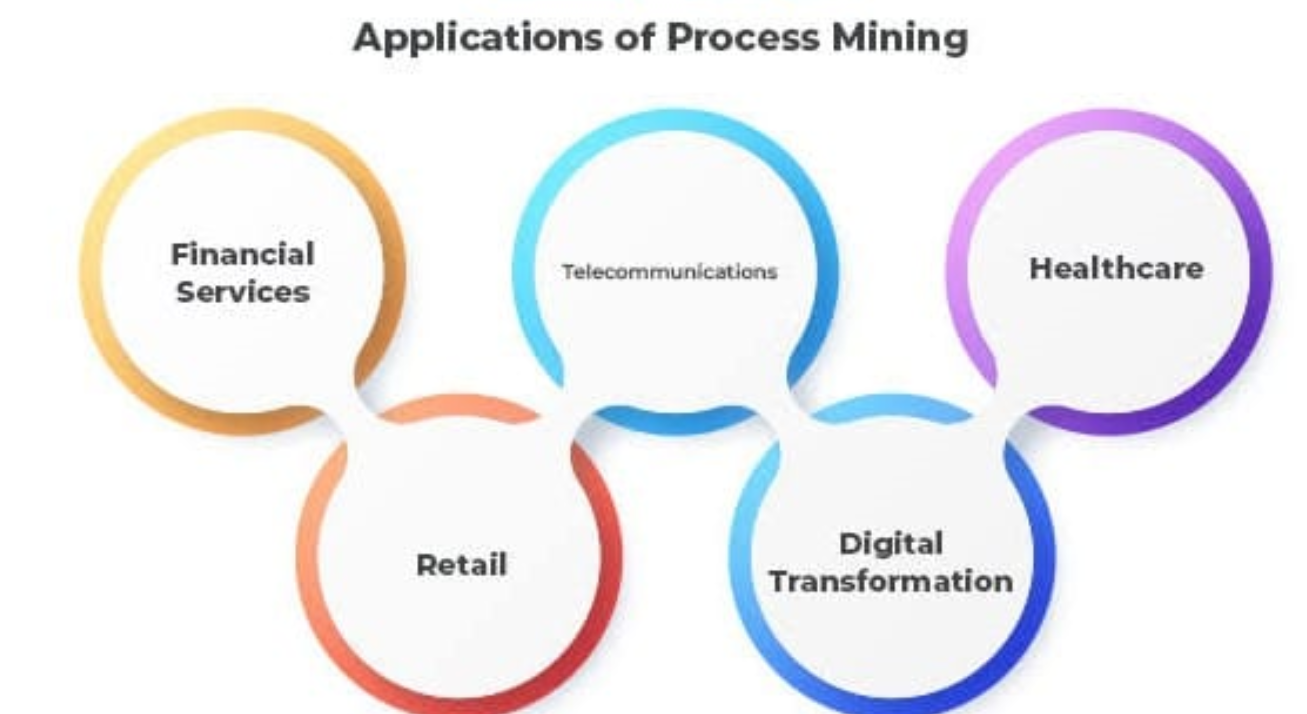 Applications of Process Mining
Financial
Services
Telecommunications
Healthcare
Retail
Digital
Transformation